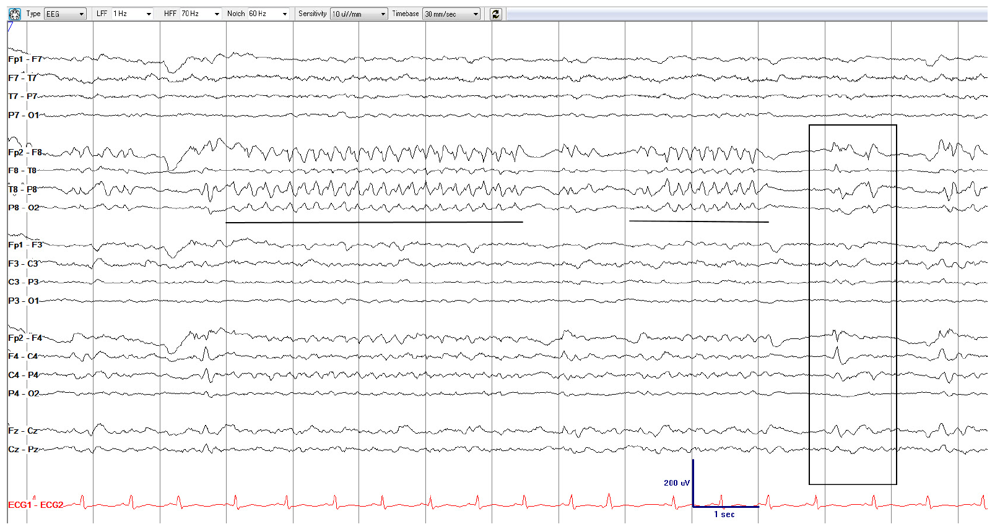 Type EEG LFF 1 Hz HFF 70 Hz Notch 60 Hz Sensitivity 10 uV/mm Timebase 30 mm/sec
Fp1 - F7
F7 - T7
T7 - P7
P7 - O1
Fp2 - F8
F8 - T8
T8 - P8
P8 - O2
Fp1 - F3
F3 - C3
C3 - P3
P3 - O1
Fp2 - F4
F4 - C4
C4 - P4
P4 - O2
Fz - Cz
Cz - Pz
200 uV
ECG1 - ECG2
1 sec